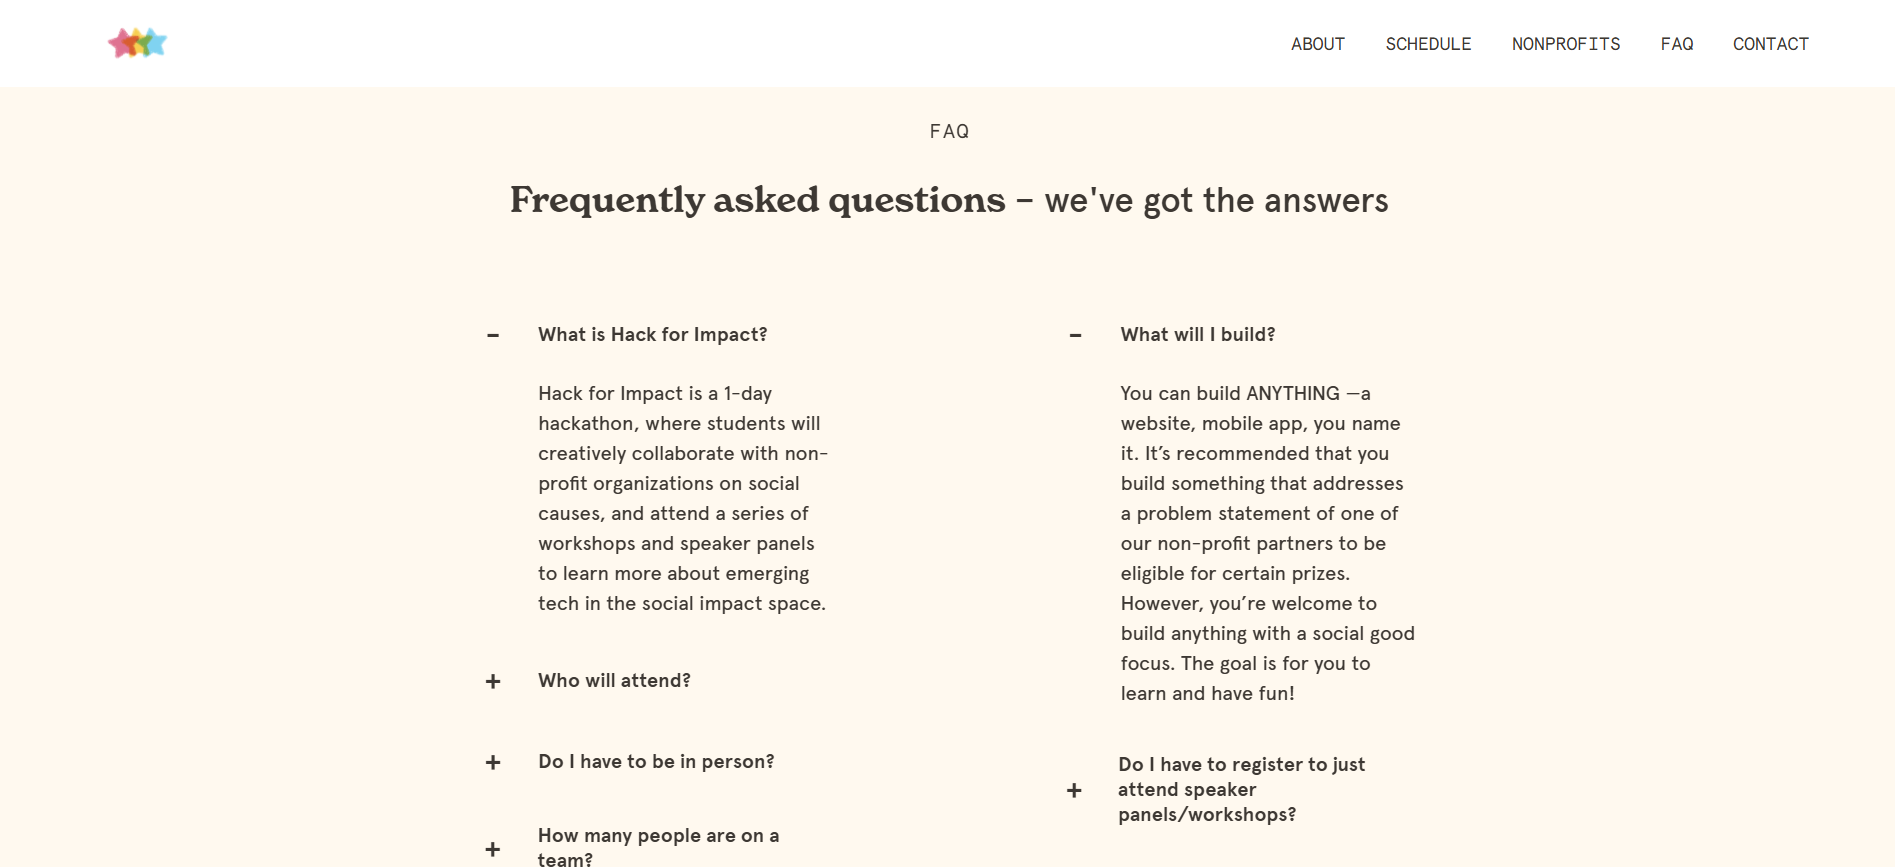 ABOUT SCHEDULE NONPROFITS FAQ CONTACT
FAQ
Frequently asked questions – we've got the answers
– What is Hack for Impact?
Hack for Impact is a 1-day
hackathon, where students will
creatively collaborate with non-
profit organizations on social
causes, and attend a series of
workshops and speaker panels
to learn more about emerging
tech in the social impact space.
+ Who will attend?
+ Do I have to be in person?
+ How many people are on a
team?
– What will I build?
You can build ANYTHING —a
website, mobile app, you name
it. It’s recommended that you
build something that addresses
a problem statement of one of
our non-profit partners to be
eligible for certain prizes.
However, you’re welcome to
build anything with a social good
focus. The goal is for you to
learn and have fun!
+ Do I have to register to just
attend speaker
panels/workshops?